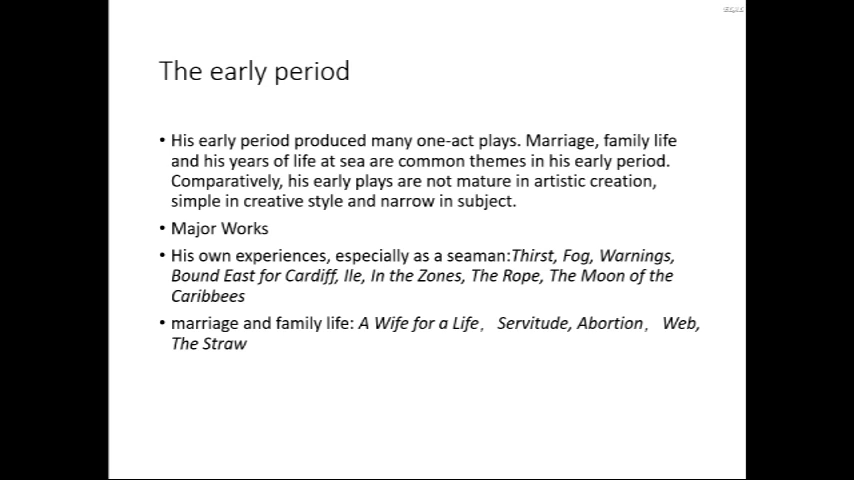 The early period
• His early period produced many one-act plays. Marriage, family life
and his years of life at sea are common themes in his early period.
Comparatively, his early plays are not mature in artistic creation,
simple in creative style and narrow in subject.
• Major Works
• His own experiences, especially as a seaman:Thirst, Fog, Warnings,
Bound East for Cardiff, Ile, In the Zones, The Rope, The Moon of the
Caribbees
• marriage and family life: A Wife for a Life， Servitude, Abortion， Web,
The Straw